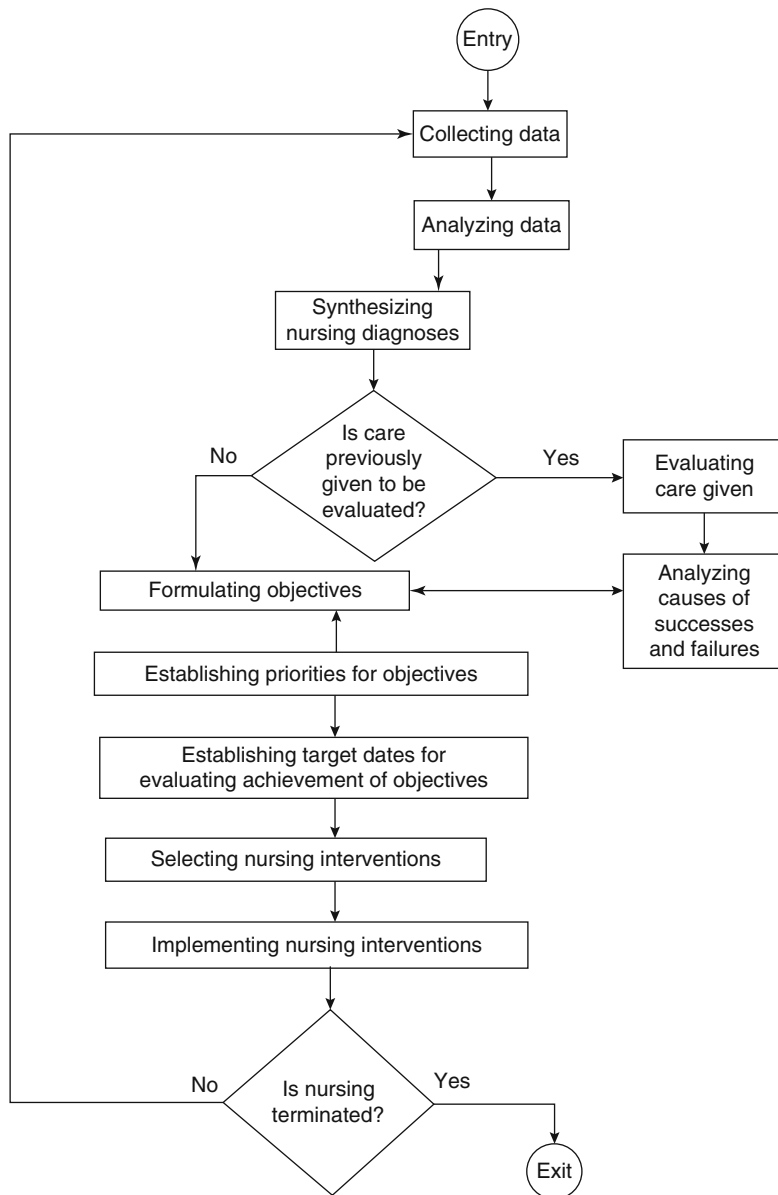 Entry
Collecting data
Analyzing data
Synthesizing
nursing diagnoses
Is care
previously
given to be
evaluated?
No
Yes
Evaluating
care given
Analyzing
causes of
successes
and failures
Formulating objectives
Establishing priorities for objectives
Establishing target dates for
evaluating achievement of objectives
Selecting nursing interventions
Implementing nursing interventions
Is nursing
terminated?
No
Yes
Exit